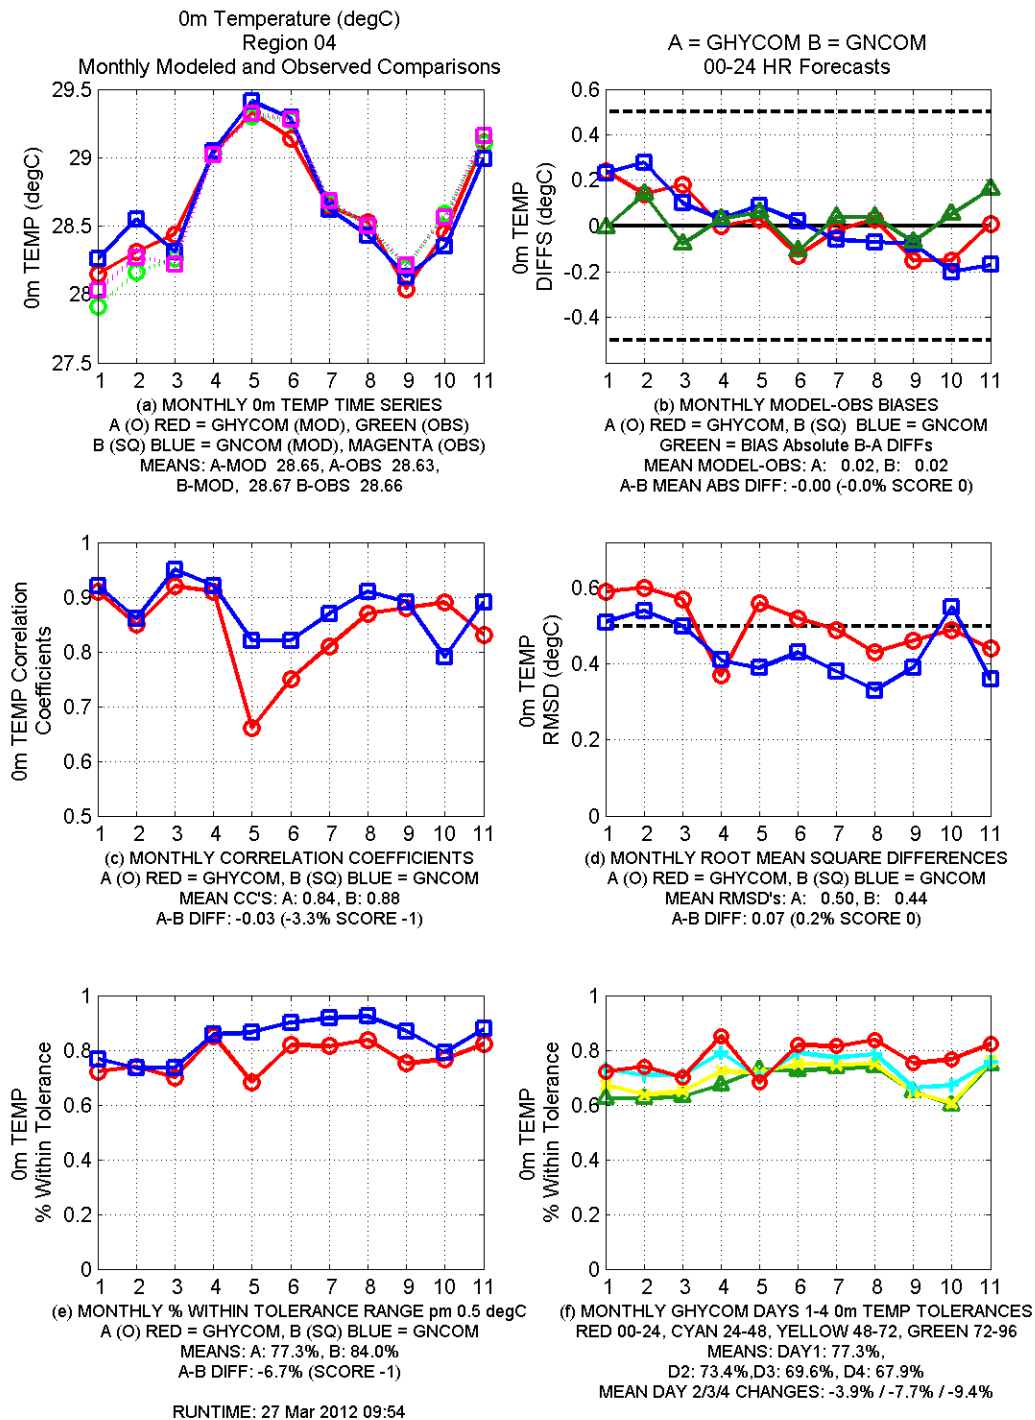 0m Temperature (degC)
Region 04
Monthly Modeled and Observed Comparisons
A = GHYCOM B = GNCOM
00-24 HR Forecasts
0m TEMP (degC)
29.5
29
28.5
28
27.5
1 2 3 4 5 6 7 8 9 10 11
(a) MONTHLY 0m TEMP TIME SERIES
A (O) RED = GHYCOM (MOD), GREEN (OBS)
B (SQ) BLUE = GNCOM (MOD), MAGENTA (OBS)
MEANS: A-MOD 28.65, A-OBS 28.63,
B-MOD, 28.67 B-OBS 28.66
0m TEMP
DIFFS (degC)
0.6
0.4
0.2
0
-0.2
-0.4
1 2 3 4 5 6 7 8 9 10 11
(b) MONTHLY MODEL-OBS BIASES
A (O) RED = GHYCOM, B (SQ) BLUE = GNCOM
GREEN = BIAS Absolute B-A DIFFs
MEAN MODEL-OBS: A: 0.02, B: 0.02
A-B MEAN ABS DIFF: -0.00 (-0.0% SCORE 0)
0m TEMP Correlation
Coefficients
1
0.9
0.8
0.7
0.6
0.5
1 2 3 4 5 6 7 8 9 10 11
(c) MONTHLY CORRELATION COEFFICIENTS
A (O) RED = GHYCOM, B (SQ) BLUE = GNCOM
MEAN CC'S: A: 0.84, B: 0.88
A-B DIFF: -0.03 (-3.3% SCORE -1)
0m TEMP
RMSD (degC)
0.6
0.4
0.2
0
1 2 3 4 5 6 7 8 9 10 11
(d) MONTHLY ROOT MEAN SQUARE DIFFERENCES
A (O) RED = GHYCOM, B (SQ) BLUE = GNCOM
MEAN RMSD's: A: 0.50, B: 0.44
A-B DIFF: 0.07 (0.2% SCORE 0)
0m TEMP
% Within Tolerance
1
0.8
0.6
0.4
0.2
0
1 2 3 4 5 6 7 8 9 10 11
(e) MONTHLY % WITHIN TOLERANCE RANGE pm 0.5 degC
A (O) RED = GHYCOM, B (SQ) BLUE = GNCOM
MEANS: A: 77.3%, B: 84.0%
A-B DIFF: -6.7% (SCORE -1)
0m TEMP
% Within Tolerance
1
0.8
0.6
0.4
0.2
0
1 2 3 4 5 6 7 8 9 10 11
(f) MONTHLY GHYCOM DAYS 1-4 0m TEMP TOLERANCES
RED 00-24, CYAN 24-48, YELLOW 48-72, GREEN 72-96
MEANS: DAY1: 77.3%,
D2: 73.4%,D3: 69.6%, D4: 67.9%
MEAN DAY 2/3/4 CHANGES: -3.9% / -7.7% / -9.4%
RUNTIME: 27 Mar 2012 09:54